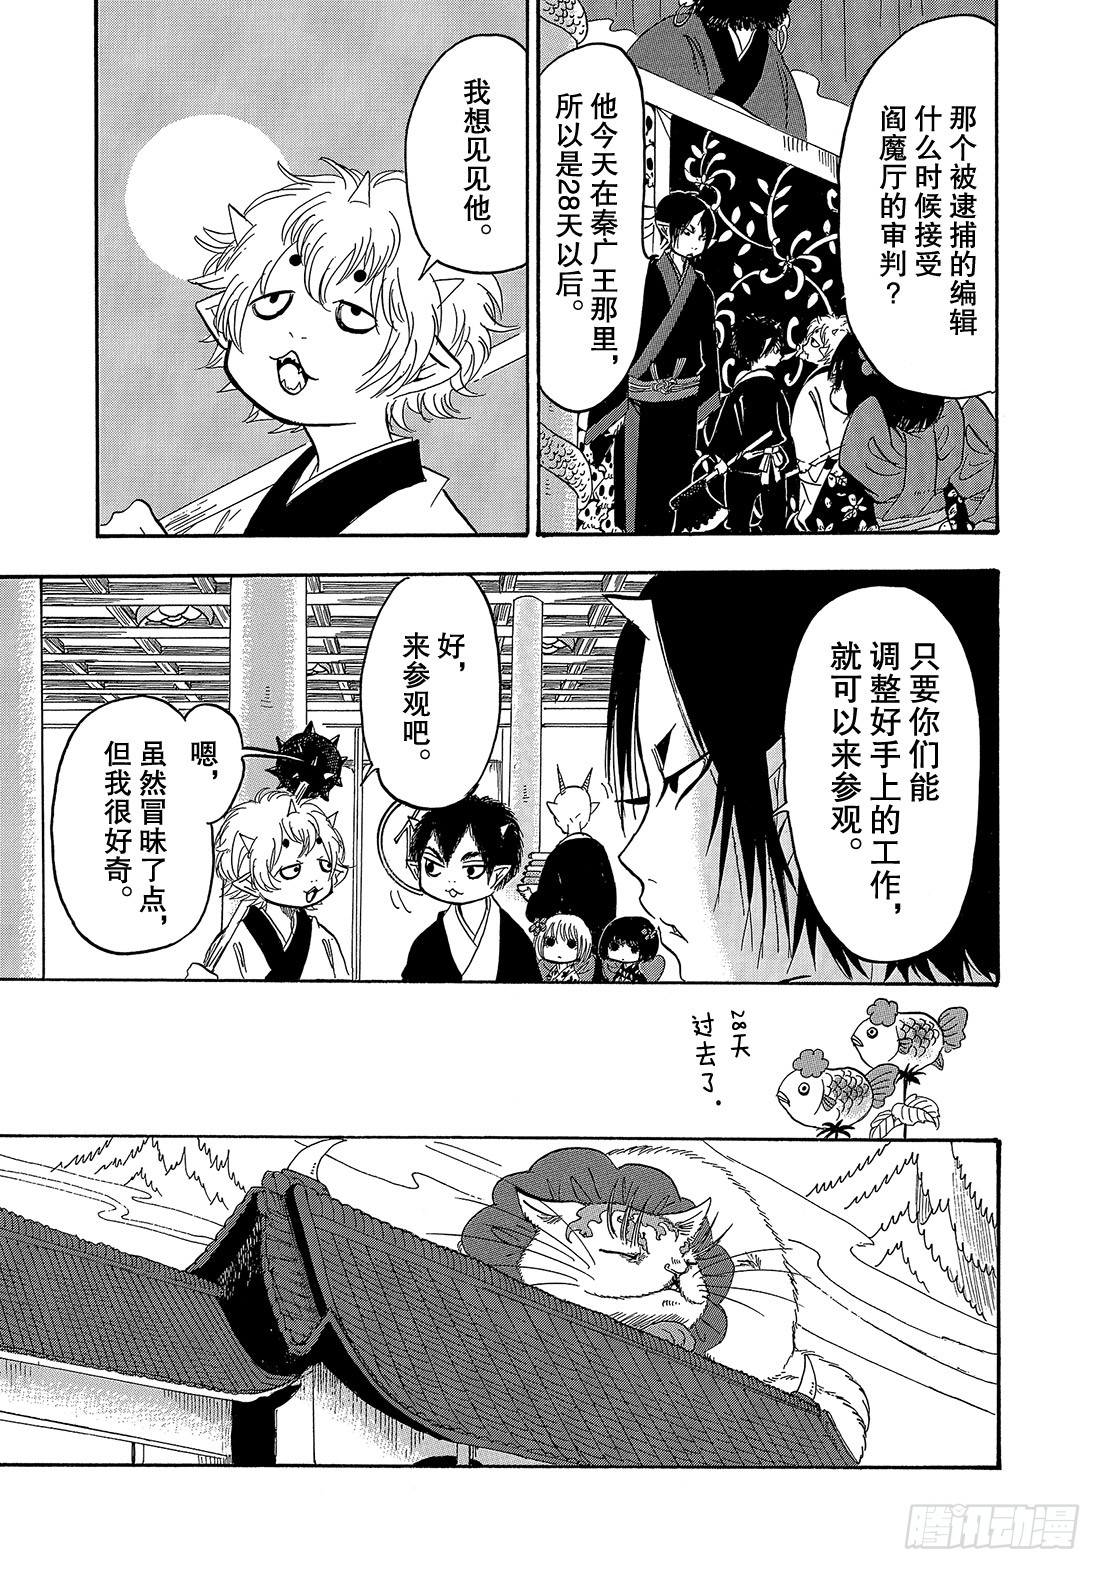 那个被逮捕的编辑
什么时候接受
阎魔厅的审判?
他今天在秦广王那里，
所以是28天以后。
我想见见他。
只要你们能
调整好手上的工作，
就可以来参观。
好，
来参观吧。
嗯，
虽然冒昧了点，
但我很好奇。
28天
过去了.
腾讯动漫